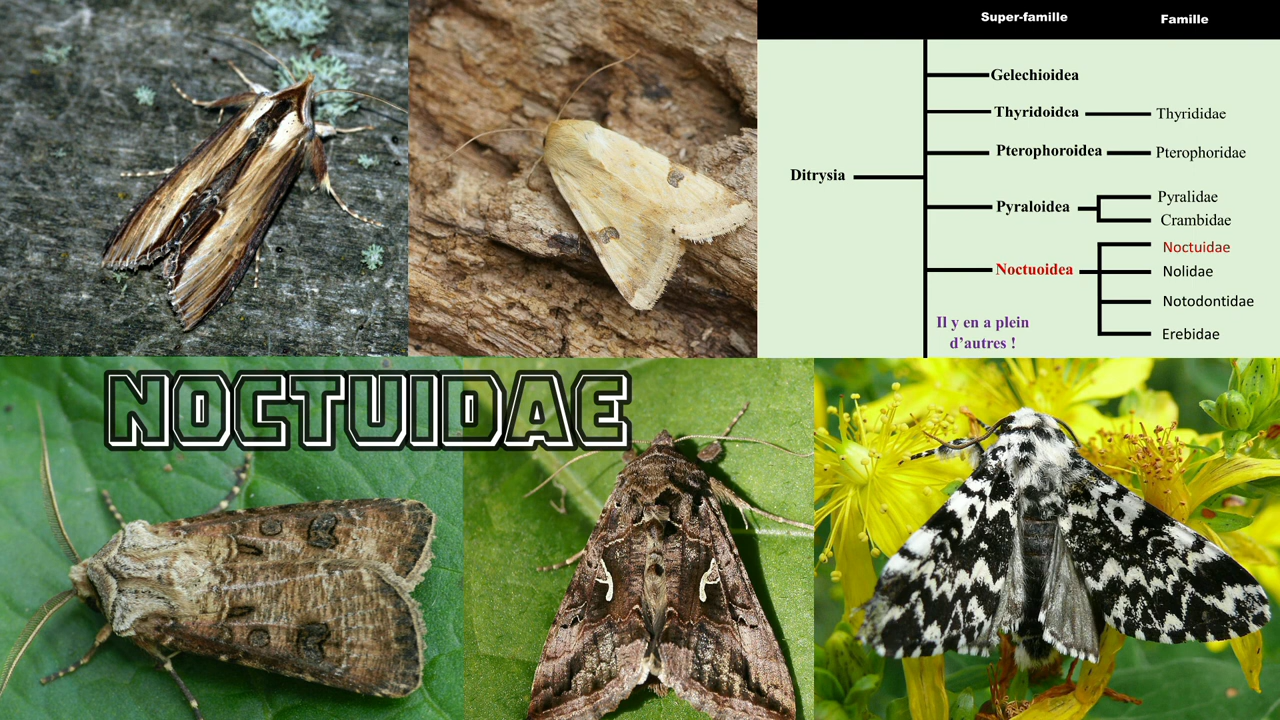 Super-famille Famille
Gelechioidea
Thyridoidea Thyrididae
Pterophoroidea Pterophoridae
Ditrysia
Pyraloidea Pyralidae
Crambidae
Noctuidae
Noctuoidea Nolidae
Notodontidae
Il y en a plein
d'autres !
Erebidae
NOCTUIDAE